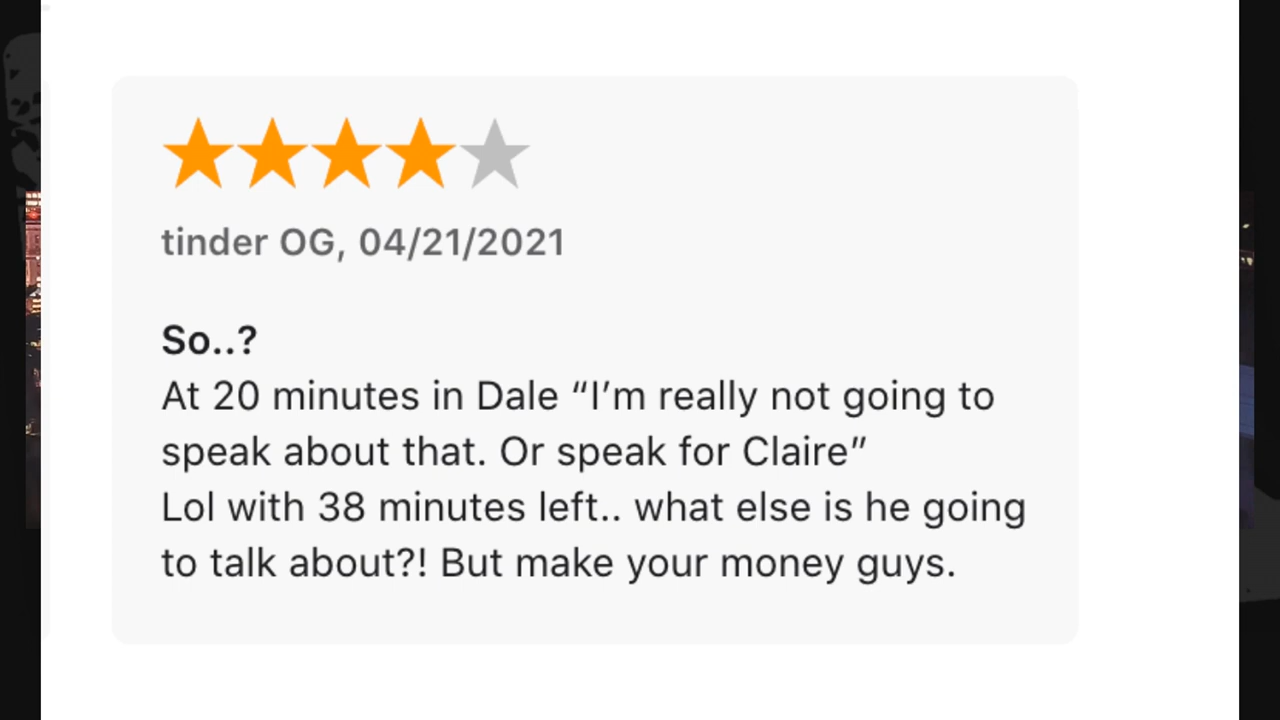 tinder OG, 04/21/2021
So..?
At 20 minutes in Dale “I’m really not going to
speak about that. Or speak for Claire”
Lol with 38 minutes left.. what else is he going
to talk about?! But make your money guys.